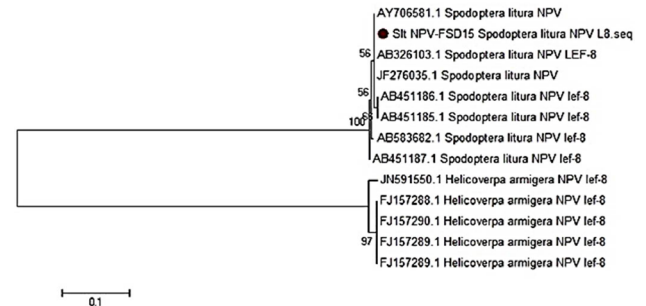 AY706581.1 Spodoptera litura NPV
Slt NPV-FSD15 Spodoptera litura NPV L8.seq
56
AB326103.1 Spodoptera litura NPV LEF-8
JF276035.1 Spodoptera litura NPV
56
AB451186.1 Spodoptera litura NPV lef-8
AB451185.1 Spodoptera litura NPV lef-8
100
AB583682.1 Spodoptera litura NPV lef-8
AB451187.1 Spodoptera litura NPV lef-8
JN591550.1 Helicoverpa armigera NPV lef-8
FJ157288.1 Helicoverpa armigera NPV lef-8
FJ157290.1 Helicoverpa armigera NPV lef-8
97
FJ157289.1 Helicoverpa armigera NPV lef-8
FJ157289.1 Helicoverpa armigera NPV lef-8
0.1